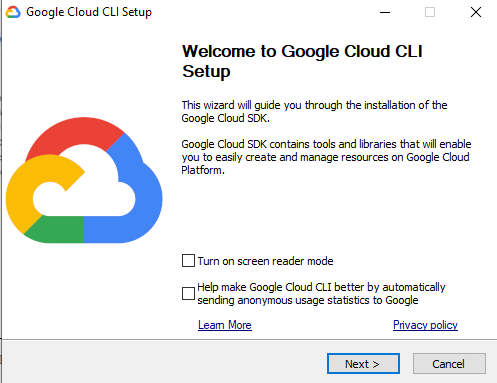 Google Cloud CLI Setup
Welcome to Google Cloud CLI
Setup
This wizard will guide you through the installation of the
Google Cloud SDK.
Google Cloud SDK contains tools and libraries that will enable
you to easily create and manage resources on Google Cloud
Platform.
Turn on screen reader mode
Help make Google Cloud CLI better by automatically
sending anonymous usage statistics to Google
Learn More
Privacy policy
Next >
Cancel